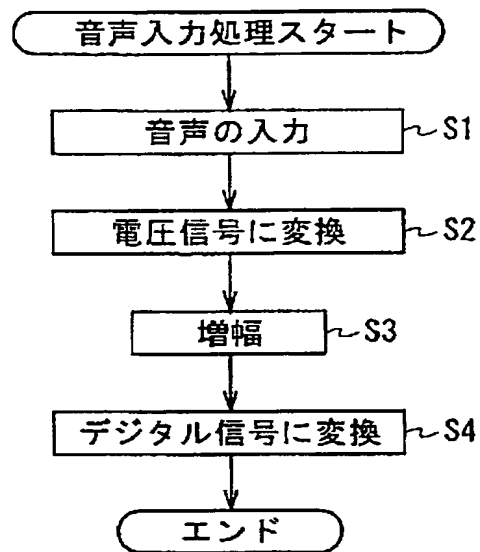 音声入力処理スタート
音声の入力 S1
電圧信号に変換 S2
増幅 S3
デジタル信号に変換 S4
エンド